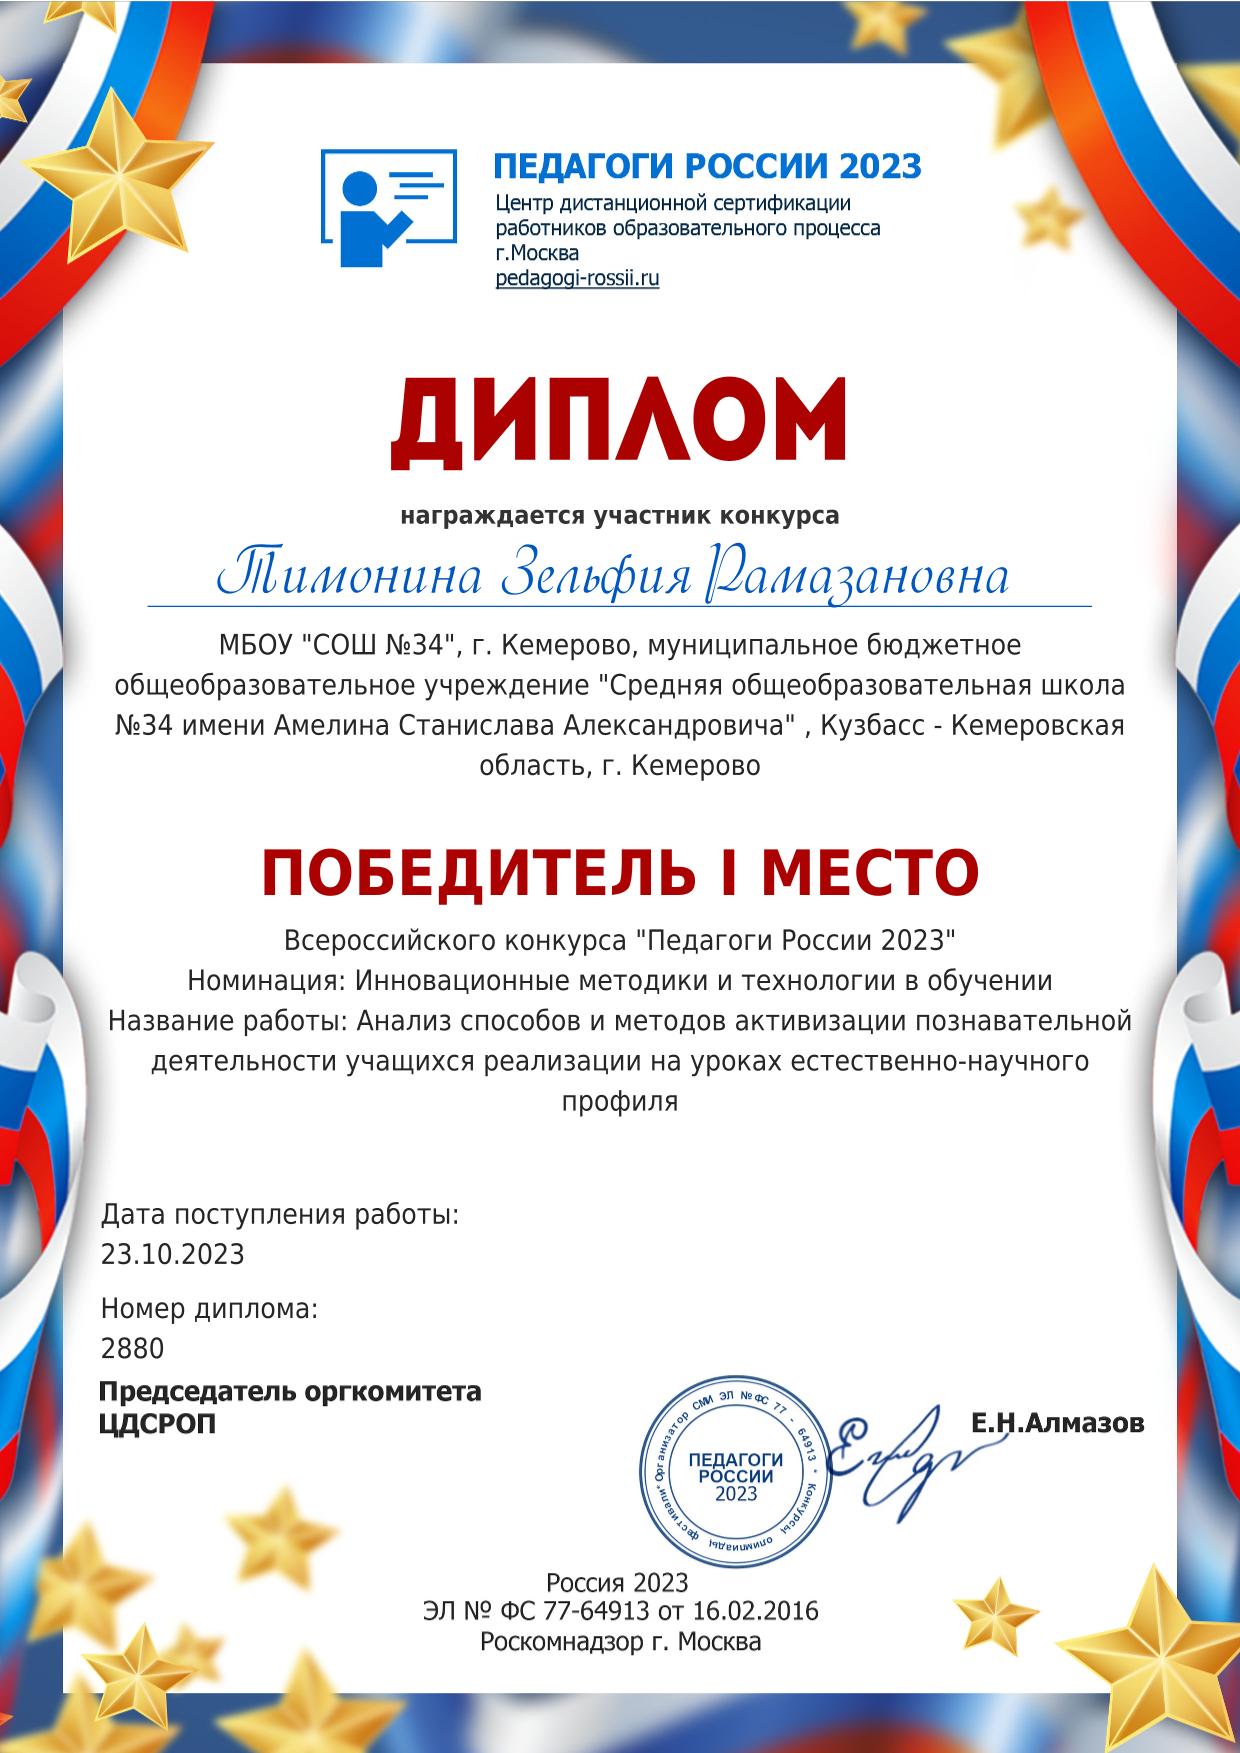 ПЕДАГОГИ РОССИИ 2023
Центр дистанционной сертификации
работников образовательного процесса
г.Москва
pedagogi-rossii.ru
ДИПЛОМ
награждается участник конкурса
Тимонина Зельфия Рамазановна
МБОУ "СОШ №34", г. Кемерово, муниципальное бюджетное
общеобразовательное учреждение "Средняя общеобразовательная школа
№34 имени Амелина Станислава Александровича" , Кузбасс - Кемеровская
область, г. Кемерово
ПОБЕДИТЕЛЬ I МЕСТО
Всероссийского конкурса "Педагоги России 2023"
Номинация: Инновационные методики и технологии в обучении
Название работы: Анализ способов и методов активизации познавательной
деятельности учащихся реализации на уроках естественно-научного
профиля
Дата поступления работы:
23.10.2023
Номер диплома:
2880
Председатель оргкомитета
ЦДСРОП
Организатор СМИ ЭЛ № ФС 77 - 64913 * Конкурсы, олимпиады, фестивали*
ПЕДАГОГИ
РОССИИ
2023
Е.Н.Алмазов
Россия 2023
ЭЛ № ФС 77-64913 от 16.02.2016
Роскомнадзор г. Москва